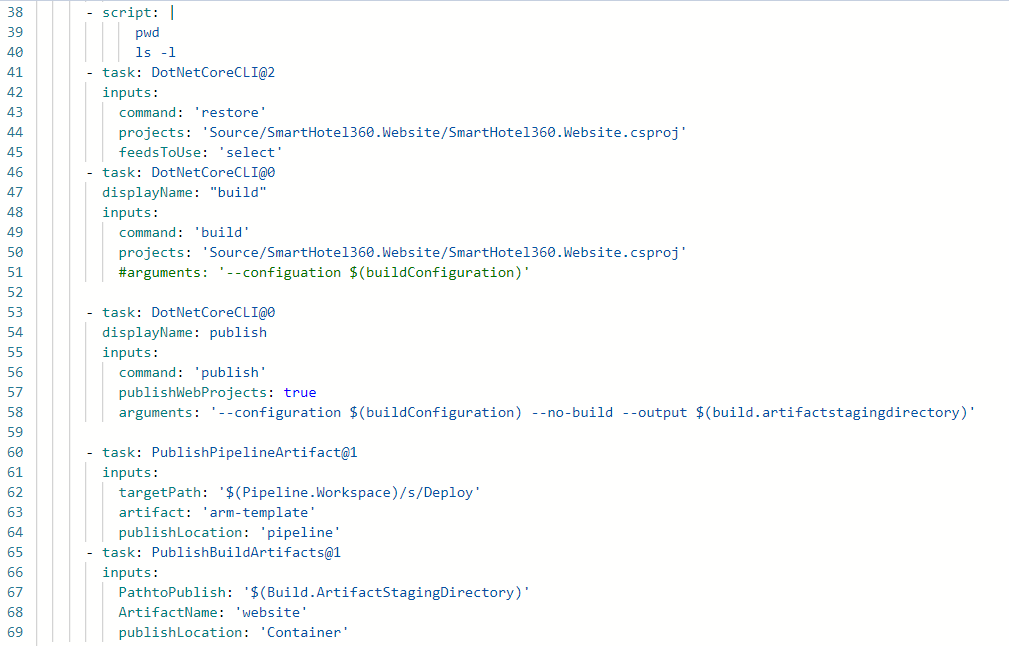 38 - script: |
39 pwd
40 ls -l
41 - task: DotNetCoreCLI@2
42 inputs:
43 command: 'restore'
44 projects: 'Source/SmartHotel360.Website/SmartHotel360.Website.csproj'
45 feedsToUse: 'select'
46 - task: DotNetCoreCLI@0
47 displayName: "build"
48 inputs:
49 command: 'build'
50 projects: 'Source/SmartHotel360.Website/SmartHotel360.Website.csproj'
51 #arguments: '--configuation $(buildConfiguration)'
52
53 - task: DotNetCoreCLI@0
54 displayName: publish
55 inputs:
56 command: 'publish'
57 publishWebProjects: true
58 arguments: '--configuration $(buildConfiguration) --no-build --output $(build.artifactstagingdirectory)'
59
60 - task: PublishPipelineArtifact@1
61 inputs:
62 targetPath: '$(Pipeline.Workspace)/s/Deploy'
63 artifact: 'arm-template'
64 publishLocation: 'pipeline'
65 - task: PublishBuildArtifacts@1
66 inputs:
67 PathtoPublish: '$(Build.ArtifactStagingDirectory)'
68 ArtifactName: 'website'
69 publishLocation: 'Container'